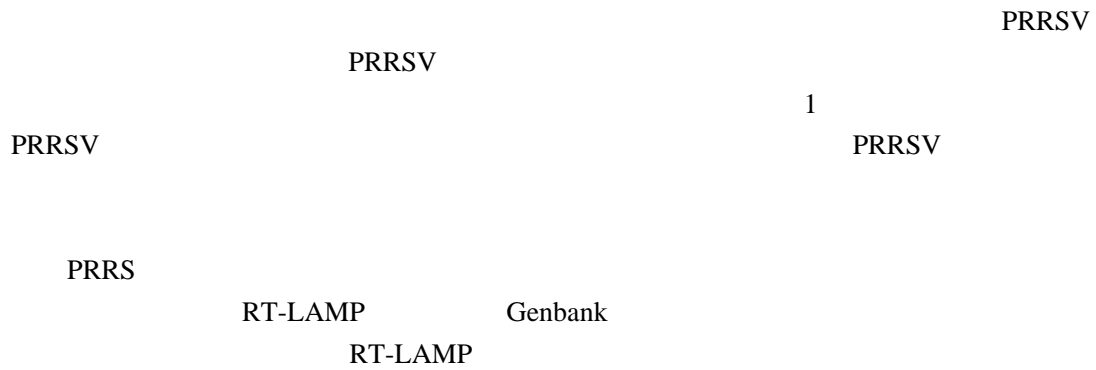 PRRSV
PRRSV
1
PRRSV PRRSV
PRRS
RT-LAMP Genbank
RT-LAMP